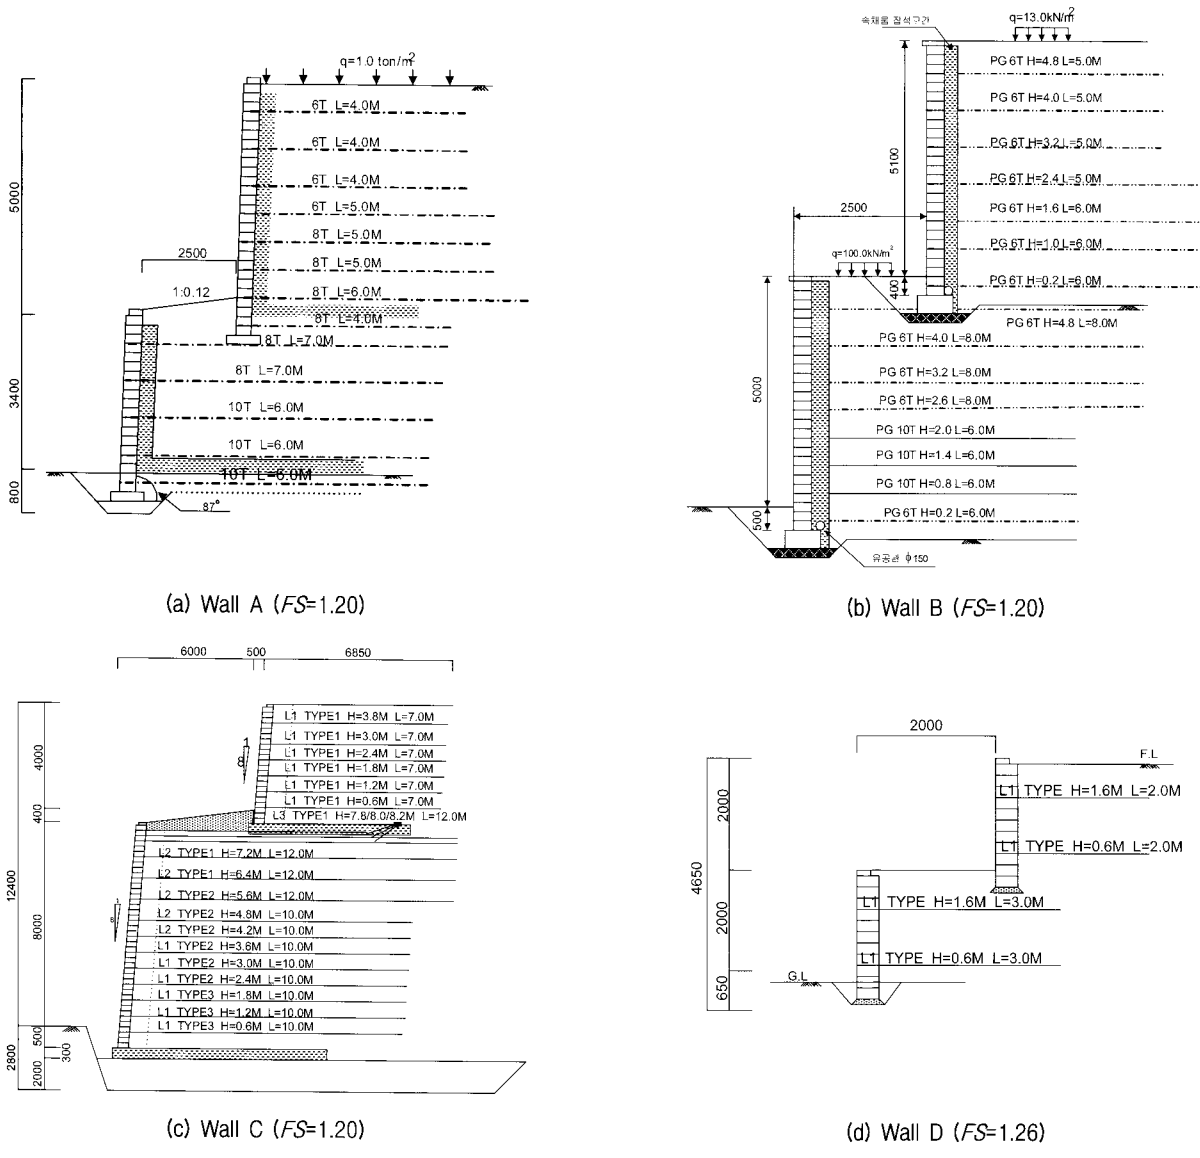 q=1.0 ton/m²
6T L=4.0M
6T L=4.0M
6T L=4.0M
6T L=5.0M
8T L=5.0M
8T L=5.0M
8T L=6.0M
8T L=4.0M
8T L=7.0M
8T L=7.0M
10T L=6.0M
10T L=6.0M
10T L=6.0M
5000
3400
800
2500
1:0.12
87°
(a) Wall A (FS=1.20)
속채움 잡석구간
q=13.0kN/m²
PG 6T H=4.8 L=5.0M
PG 6T H=4.0 L=5.0M
PG 6T H=3.2 L=5.0M
PG 6T H=2.4 L=5.0M
PG 6T H=1.6 L=6.0M
PG 6T H=1.0 L=6.0M
PG 6T H=0.2 L=6.0M
5100
2500
q=100.0kN/m²
400
PG 6T H=4.8 L=8.0M
PG 6T H=4.0 L=8.0M
PG 6T H=3.2 L=8.0M
PG 6T H=2.6 L=8.0M
PG 10T H=2.0 L=6.0M
PG 10T H=1.4 L=6.0M
PG 10T H=0.8 L=6.0M
PG 6T H=0.2 L=6.0M
5000
500
유공관 ϕ150
(b) Wall B (FS=1.20)
6000 500 6850
L1 TYPE1 H=3.8M L=7.0M
L1 TYPE1 H=3.0M L=7.0M
L1 TYPE1 H=2.4M L=7.0M
L1 TYPE1 H=1.8M L=7.0M
L1 TYPE1 H=1.2M L=7.0M
L1 TYPE1 H=0.6M L=7.0M
L3 TYPE1 H=7.8/8.0/8.2M L=12.0M
L2 TYPE1 H=7.2M L=12.0M
L2 TYPE1 H=6.4M L=12.0M
L2 TYPE2 H=5.6M L=12.0M
L2 TYPE2 H=4.8M L=10.0M
L2 TYPE2 H=4.2M L=10.0M
L1 TYPE2 H=3.6M L=10.0M
L1 TYPE2 H=3.0M L=10.0M
L1 TYPE2 H=2.4M L=10.0M
L1 TYPE3 H=1.8M L=10.0M
L1 TYPE3 H=1.2M L=10.0M
L1 TYPE3 H=0.6M L=10.0M
1
8
1
8
4000
400
12400
8000
500
300
2800
2000
(c) Wall C (FS=1.20)
2000
F.L
L1 TYPE H=1.6M L=2.0M
L1 TYPE H=0.6M L=2.0M
L1 TYPE H=1.6M L=3.0M
L1 TYPE H=0.6M L=3.0M
G.L
2000
4650
2000
650
(d) Wall D (FS=1.26)